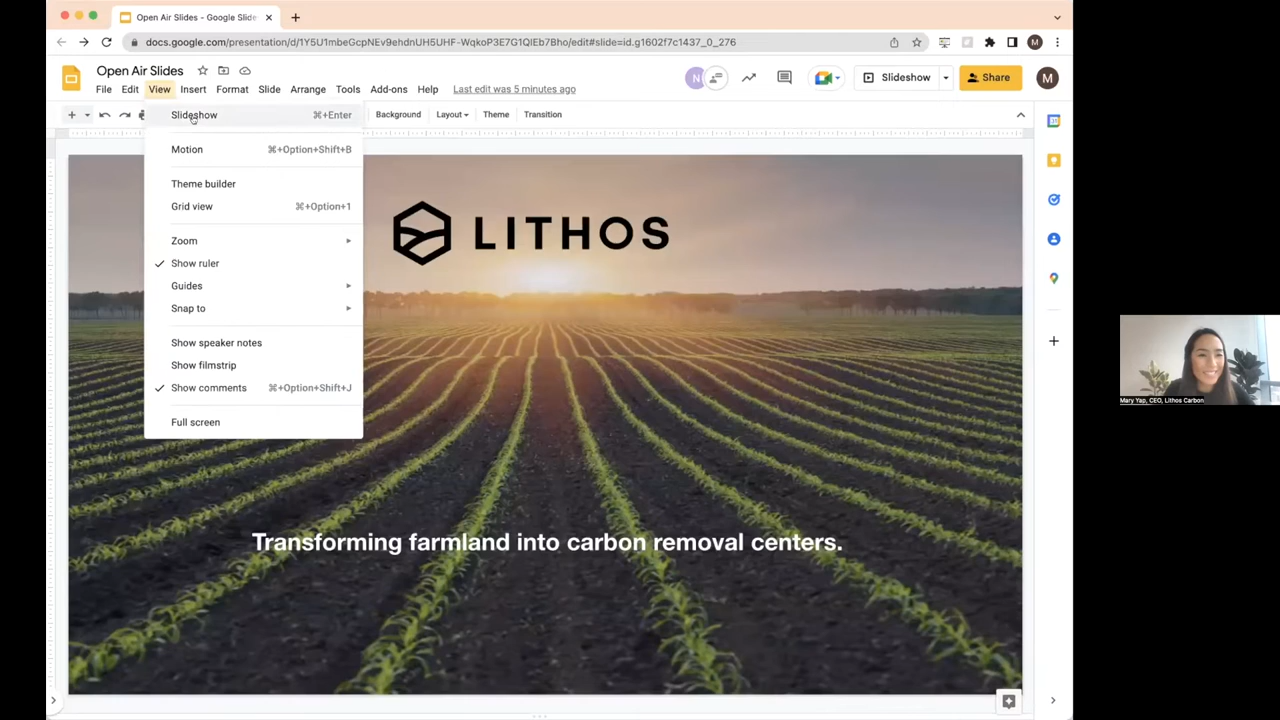 Open Air Slides - Google Slide
docs.google.com/presentation/d/1Y5U1mbeGcpNEv9ehdnUH5UHF-WqkoP3E7G1QIEb7Bho/edit#slide=id.g1602f7c1437_0_276
M
Open Air Slides
N
Slideshow
Share
M
File Edit View Insert Format Slide Arrange Tools Add-ons Help Last edit was 5 minutes ago
Background Layout Theme Transition
Slideshow ⌘+Enter
Motion ⌘+Option+Shift+B
Theme builder
Grid view ⌘+Option+1
Zoom
Show ruler
Guides
Snap to
Show speaker notes
Show filmstrip
Show comments ⌘+Option+Shift+J
Full screen
LITHOS
Transforming farmland into carbon removal centers.
Mary Yap, CEO, Lithos Carbon